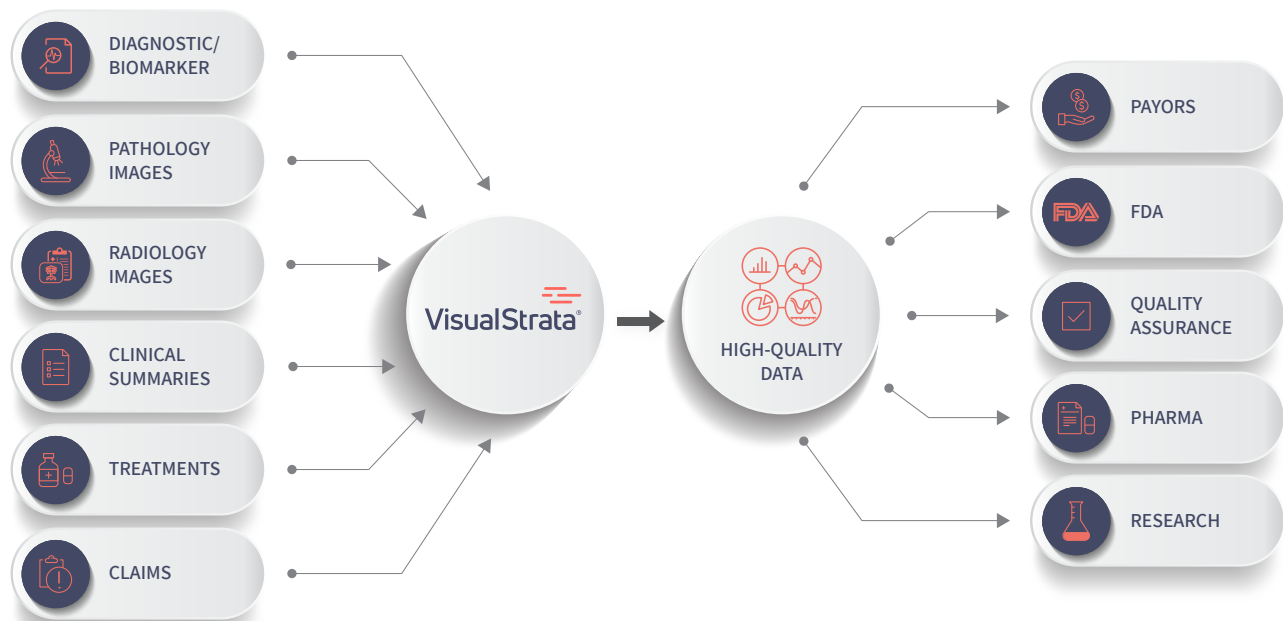 DIAGNOSTIC/
BIOMARKER
PATHOLOGY
IMAGES
RADIOLOGY
IMAGES
CLINICAL
SUMMARIES
TREATMENTS
CLAIMS
VisualStrata®
HIGH-QUALITY
DATA
$
$
PAYORS
FDA
FDA
QUALITY
ASSURANCE
PHARMA
RESEARCH